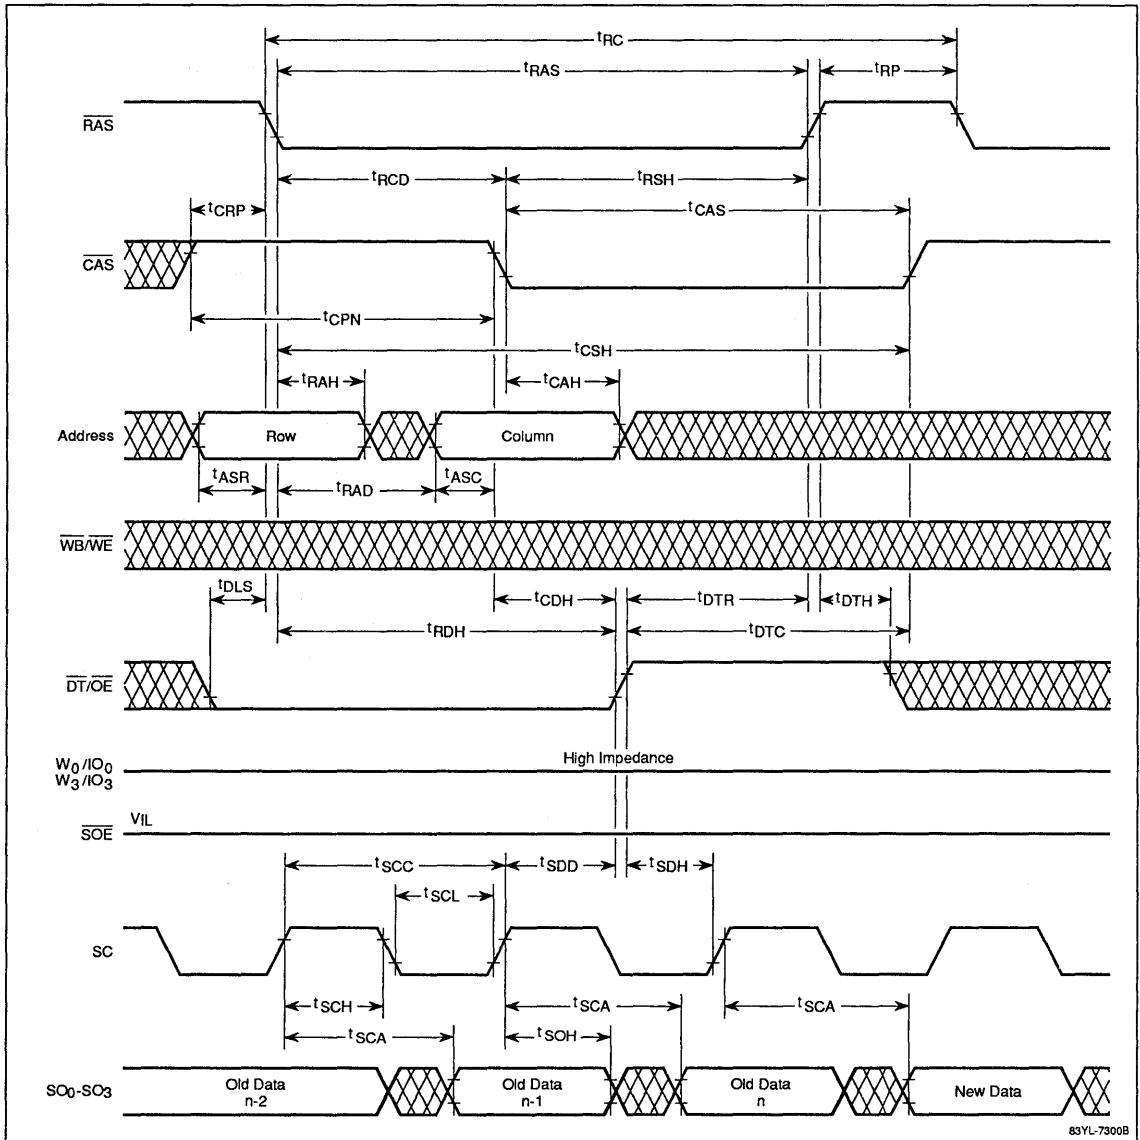 tRC
tRAS
tRP
RAS
tRCD
tRSH
tCRP
tCAS
CAS
tCPN
tCSH
tRAH
tCAH
Address
Row
Column
tASR
tRAD
tASC
WB/WE
tDLS
tCDH
tDTR
tDTH
tRDH
tDTC
DT/OE
W0/IO0
W3/IO3
High Impedance
SOE
VIL
tSCC
tSDD
tSDH
tSCL
SC
tSCH
tSCA
tSCA
tSCA
tSOH
SO0-SO3
Old Data
n-2
Old Data
n-1
Old Data
n
New Data
83YL-7300B